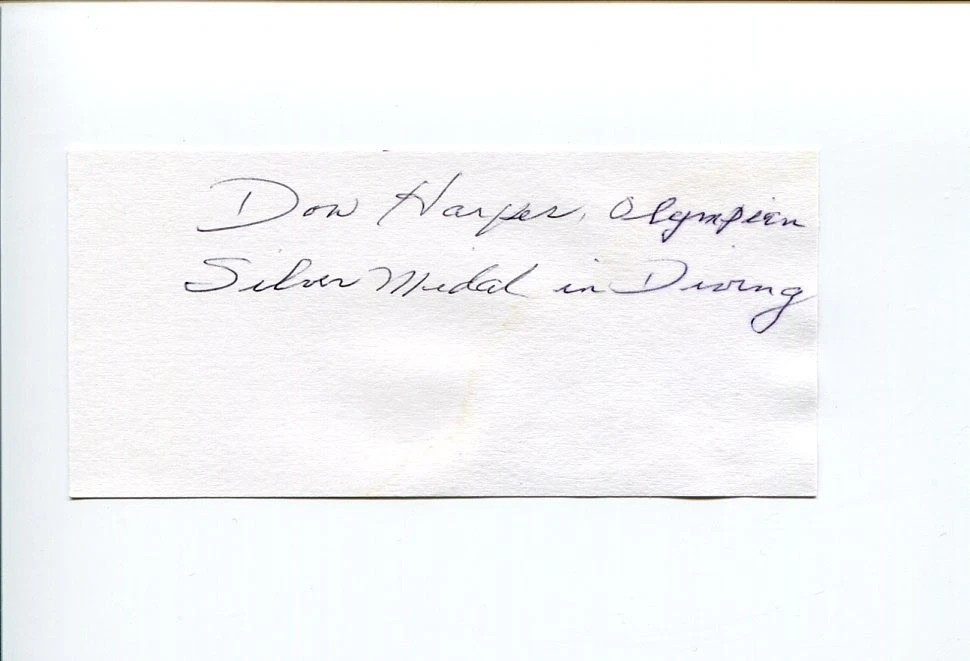 Don Harper, Olympian
Silver Medal in Diving